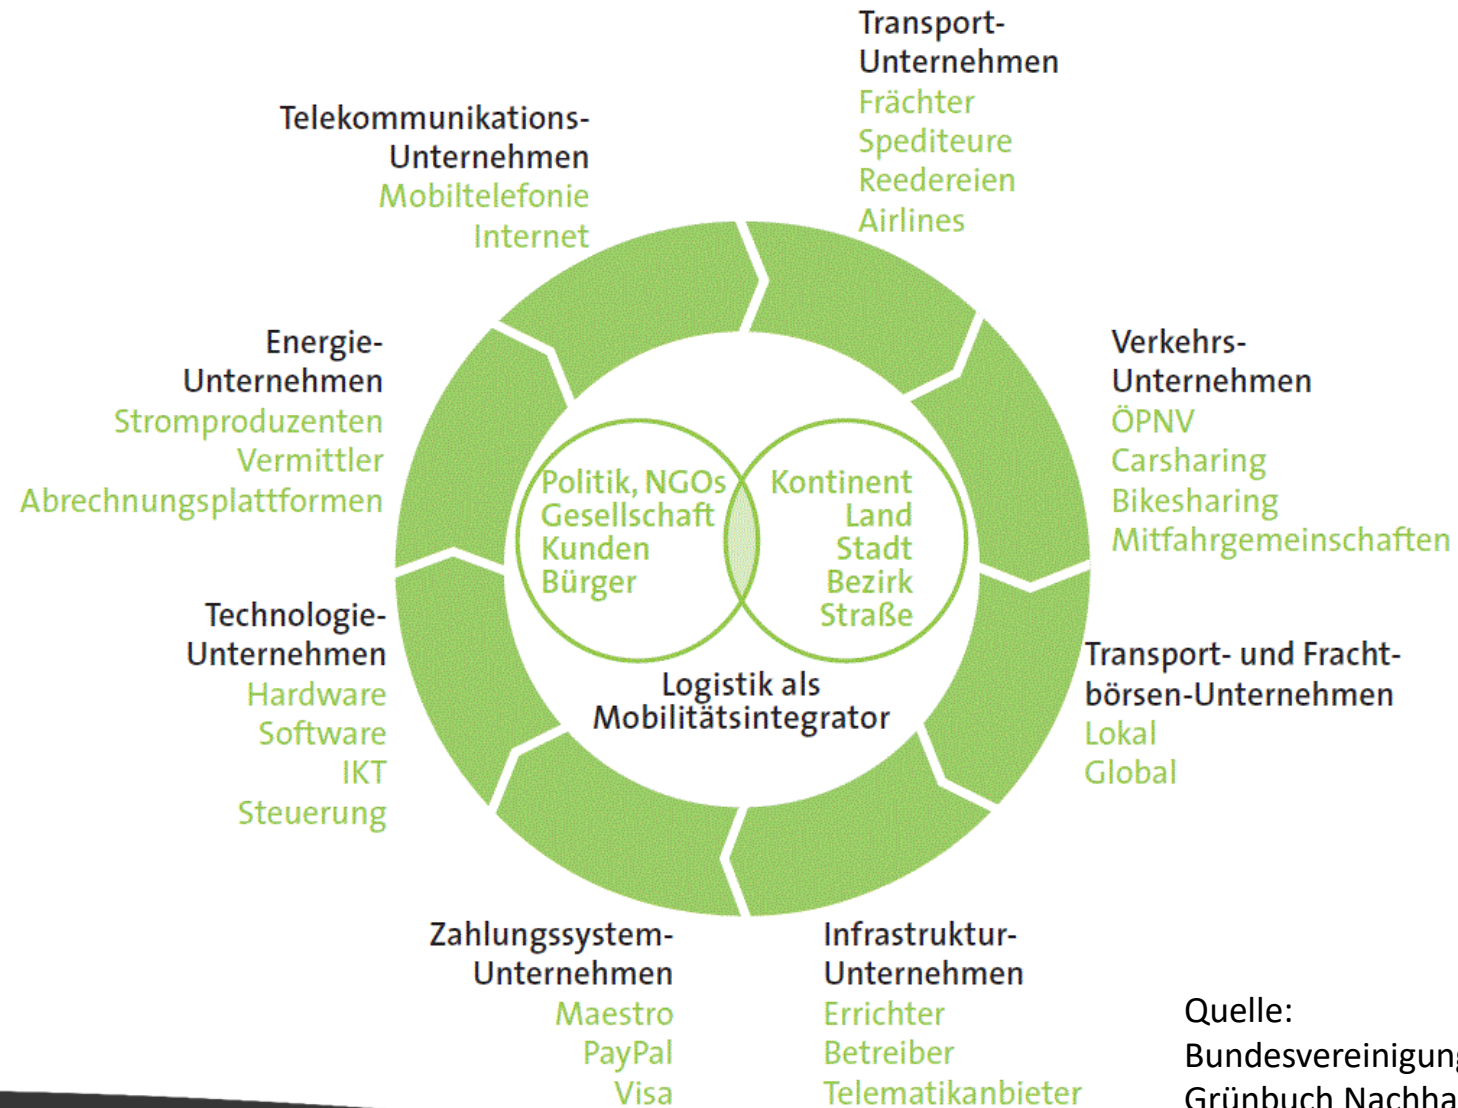 Transport-
Unternehmen
Frächter
Spediteure
Reedereien
Airlines
Telekommunikations-
Unternehmen
Mobiltelefonie
Internet
Energie-
Unternehmen
Stromproduzenten
Vermittler
Abrechnungsplattformen
Verkehrs-
Unternehmen
ÖPNV
Carsharing
Bikesharing
Mitfahrgemeinschaften
Politik, NGOs
Gesellschaft
Kunden
Bürger
Kontinent
Land
Stadt
Bezirk
Straße
Logistik als
Mobilitätsintegrator
Technologie-
Unternehmen
Hardware
Software
IKT
Steuerung
Transport- und Fracht-
börsen-Unternehmen
Lokal
Global
Zahlungssystem-
Unternehmen
Maestro
PayPal
Visa
Infrastruktur-
Unternehmen
Errichter
Betreiber
Telematikanbieter
Quelle:
Bundesvereinigung
Grünbuch Nachha